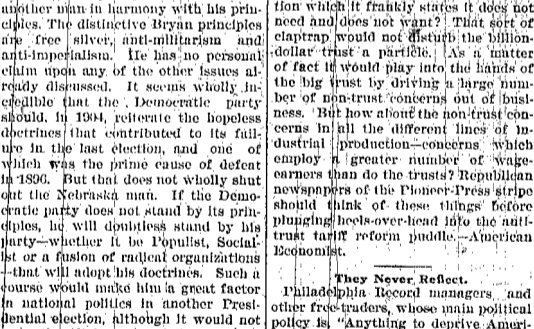 another man in harmony with his prin-
ciples. The distinctive Bryan principles
are free silver, anti-militarism and
anti-imperialism. He has no personal
claim upon any of the other issues al-
ready discussed. It seems wholly in-
credible that the Democratic party
should, in 1904, reiterate the hopeless
doctrines that contributed to its fail-
ure in the last election, and one of
which was the prime cause of defeat
in 1896. But that does not wholly shut
out the Nebraska man. If the Demo-
cratic party does not stand by its prin-
ciples, he will doubtless stand by his
party—whether it be Populist, Social-
ist or a fusion of radical organizations
—that will adopt his doctrines. Such a
course would make him a great factor
in national politics in another Presi-
dential election, although it would not
tion which it frankly states it does not
need and does not want? That sort of
claptrap would not disturb the billion-
dollar trust a particle. As a matter
of fact it would play into the hands of
the big trust by driving a large num-
ber of non-trust concerns out of busi-
ness. But how about the non-trust con-
cerns in all the different lines of in-
dustrial production—concerns which
employ a greater number of wage-
earners than do the trusts? Republican
newspapers of the Pioneer-Press stripe
should think of these things before
plunging heels-over-head into the anti-
trust tariff reform puddle.—American
Economist.
They Never Reflect.
Philadelphia Record managers and
other free-traders, whose main political
policy is, "Anything to deprive Ameri-